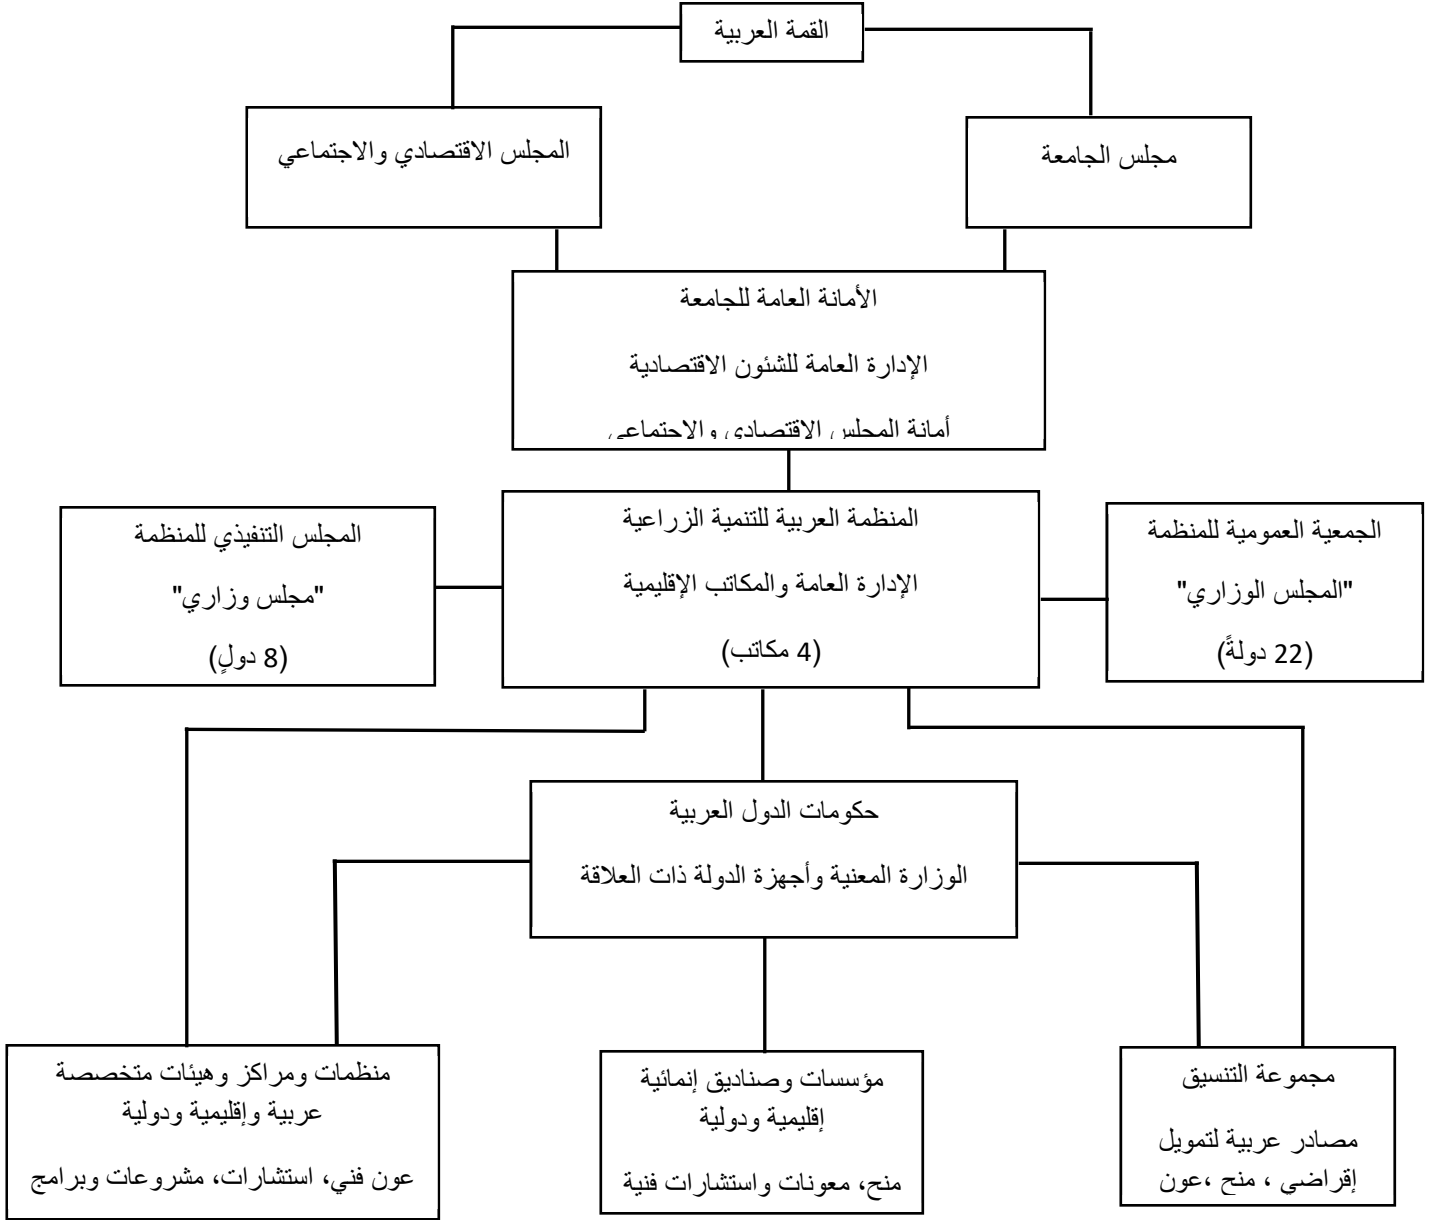 القمة العربية
مجلس الجامعة
المجلس الاقتصادي والاجتماعي
الأمانة العامة للجامعة
الإدارة العامة للشئون الاقتصادية
أمانة المجلس الاقتصادي والاجتماعي
الجمعية العمومية للمنظمة
"المجلس الوزاري"
(22 دولةً)
المنظمة العربية للتنمية الزراعية
الإدارة العامة والمكاتب الإقليمية
(4 مكاتب)
المجلس التنفيذي للمنظمة
"مجلس وزاري"
(8 دولٍ)
حكومات الدول العربية
الوزارة المعنية وأجهزة الدولة ذات العلاقة
مجموعة التنسيق
مصادر عربية لتمويل
إقراضي ، منح ،عون
مؤسسات وصناديق إنمائية
إقليمية ودولية
منح، معونات واستشارات فنية
منظمات ومراكز وهيئات متخصصة
عربية وإقليمية ودولية
عون فني، استشارات، مشروعات وبرامج